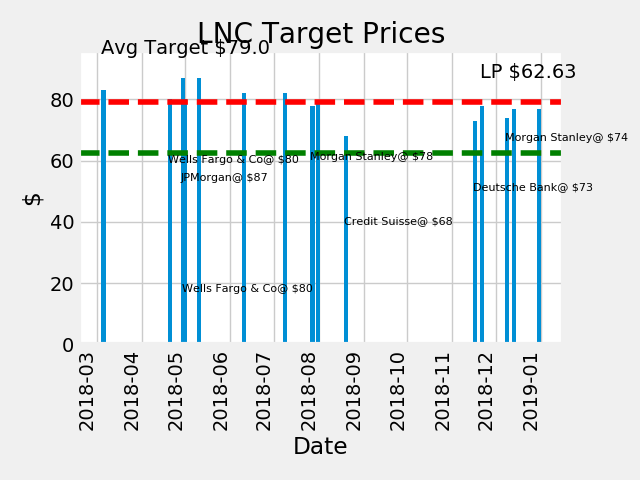 LNC Target Prices
Avg Target $79.0
LP $62.63
80
60
40
20
0
$
Morgan Stanley@ $74
Wells Fargo & Co@ $80
Morgan Stanley@ $78
JPMorgan@ $87
Deutsche Bank@ $73
Credit Suisse@ $68
Wells Fargo & Co@ $80
2018-03
2018-04
2018-05
2018-06
2018-07
2018-08
2018-09
2018-10
2018-11
2018-12
2019-01
Date